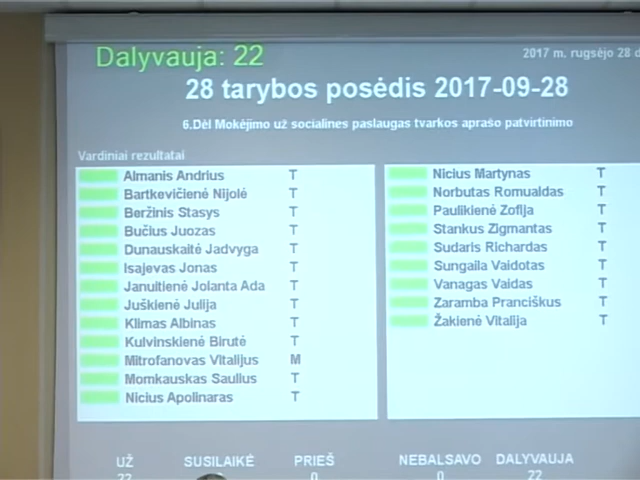 Dalyvauja: 22
2017 m. rugsėjo 28 d
28 tarybos posėdis 2017-09-28
6.Dėl Mokėjimo už socialines paslaugas tvarkos aprašo patvirtinimo
Vardiniai rezultatai
Almanis Andrius T
Bartkevičienė Nijolė T
Beržinis Stasys T
Bučius Juozas T
Dunauskaitė Jadvyga T
Isajevas Jonas T
Janutienė Jolanta Ada T
Juškienė Julija T
Klimas Albinas T
Kulvinskienė Birutė T
Mitrofanovas Vitalijus M
Momkauskas Saulius T
Nicius Apolinaras T
Nicius Martynas T
Norbutas Romualdas T
Paulikienė Zofija T
Stankus Zigmantas T
Sudaris Richardas T
Sungaila Vaidotas T
Vanagas Vaidas T
Zaramba Pranciškus T
Žakienė Vitalija T
UŽ SUSILAIKĖ PRIEŠ NEBALSAVO DALYVAUJA
22 0 0 22